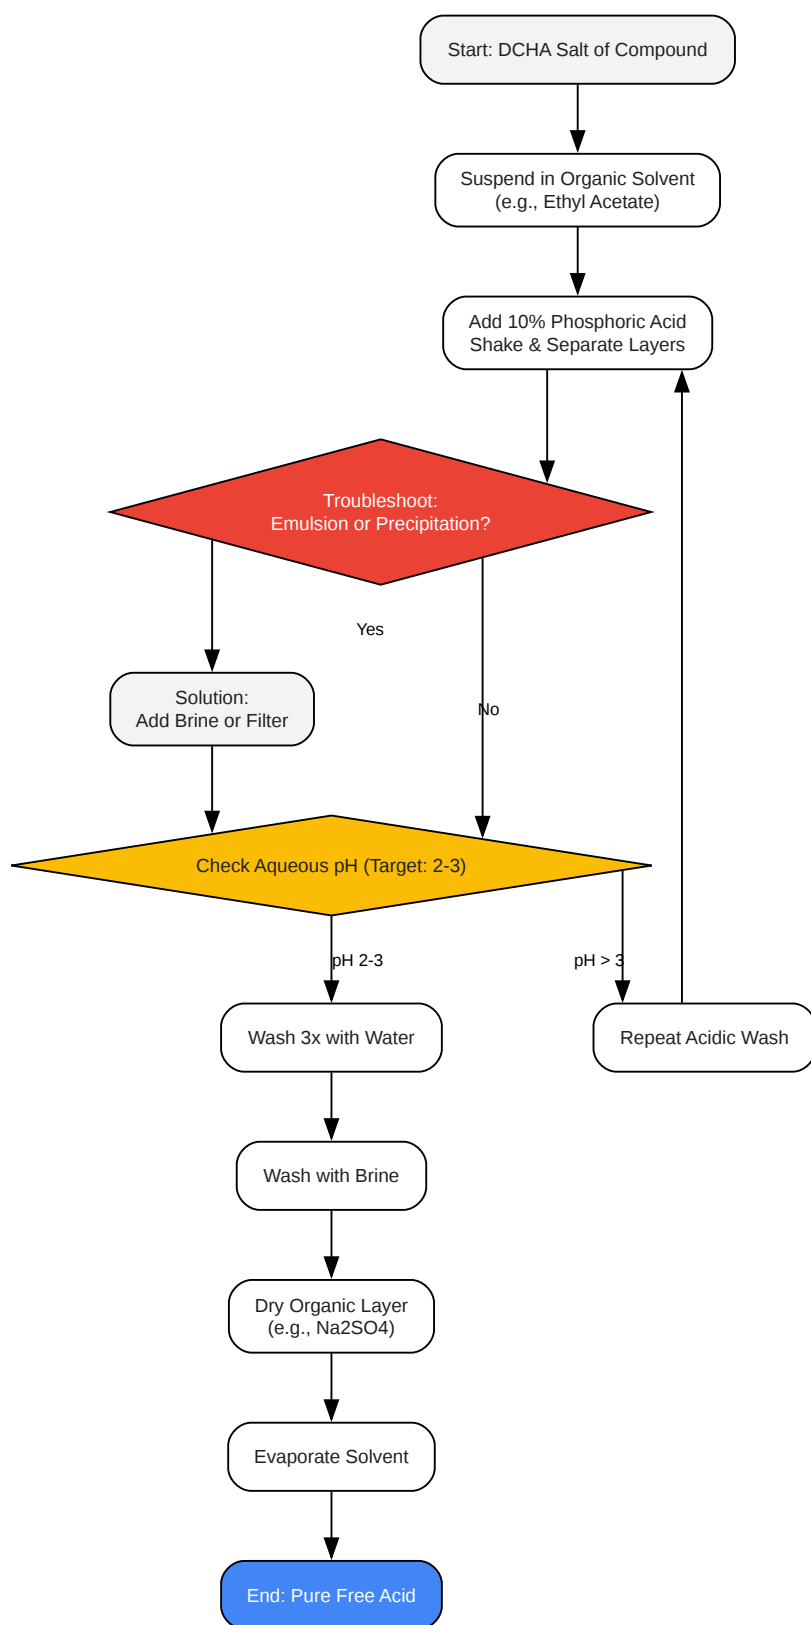 Start: DCHA Salt of Compound
Suspend in Organic Solvent
(e.g., Ethyl Acetate)
Add 10% Phosphoric Acid
Shake & Separate Layers
Troubleshoot:
Emulsion or Precipitation?
Yes
Solution:
Add Brine or Filter
No
Check Aqueous pH (Target: 2-3)
pH 2-3
pH > 3
Wash 3x with Water
Repeat Acidic Wash
Wash with Brine
Dry Organic Layer
(e.g., Na2SO4)
Evaporate Solvent
End: Pure Free Acid